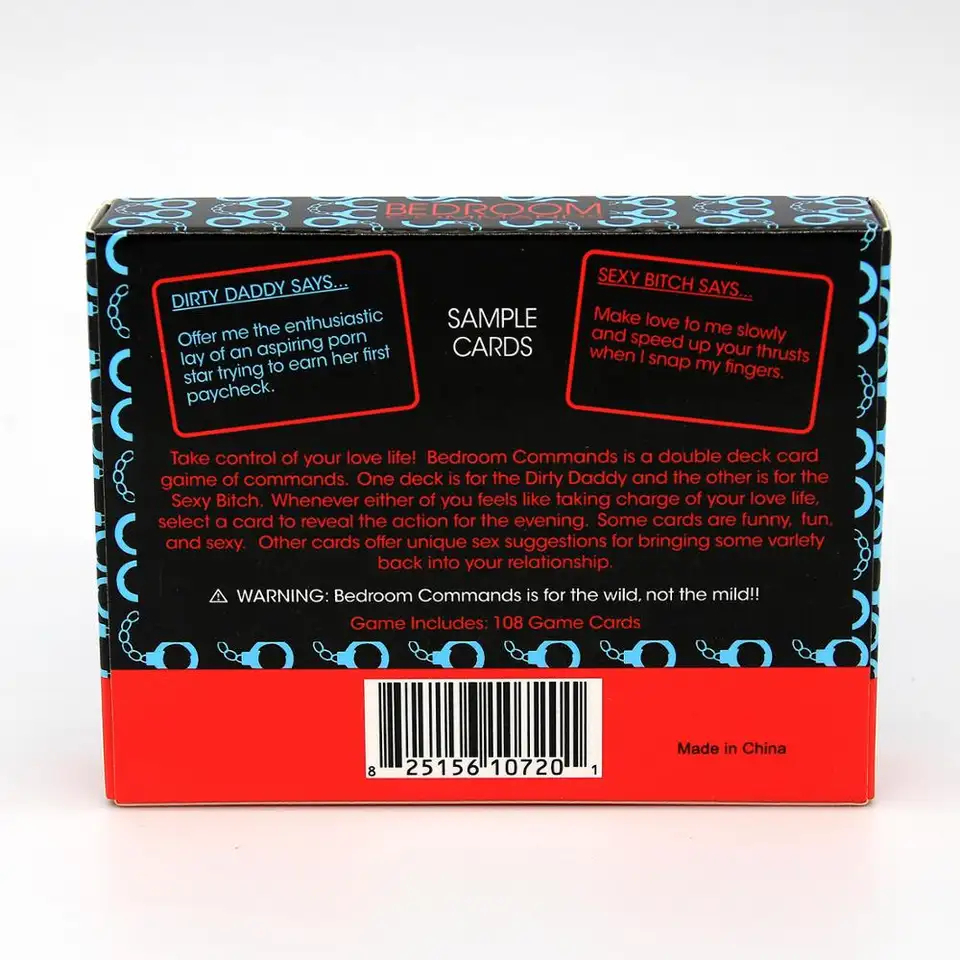 BEDROOM
DIRTY DADDY SAYS...
Offer me the enthusiastic
lay of an aspiring porn
star trying to earn her first
paycheck.
SAMPLE
CARDS
SEXY BITCH SAYS...
Make love to me slowly
and speed up your thrusts
when I snap my fingers.
Take control of your love life! Bedroom Commands is a double deck card
gaime of commands. One deck is for the Dirty Daddy and the other is for the
Sexy Bitch. Whenever either of you feels like taking charge of your love life,
select a card to reveal the action for the evening. Some cards are funny, fun,
and sexy. Other cards offer unique sex suggestions for bringing some variety
back into your relationship.
⚠ WARNING: Bedroom Commands is for the wild, not the mild!!
Game Includes: 108 Game Cards
8 25156 10720 1
Made in China